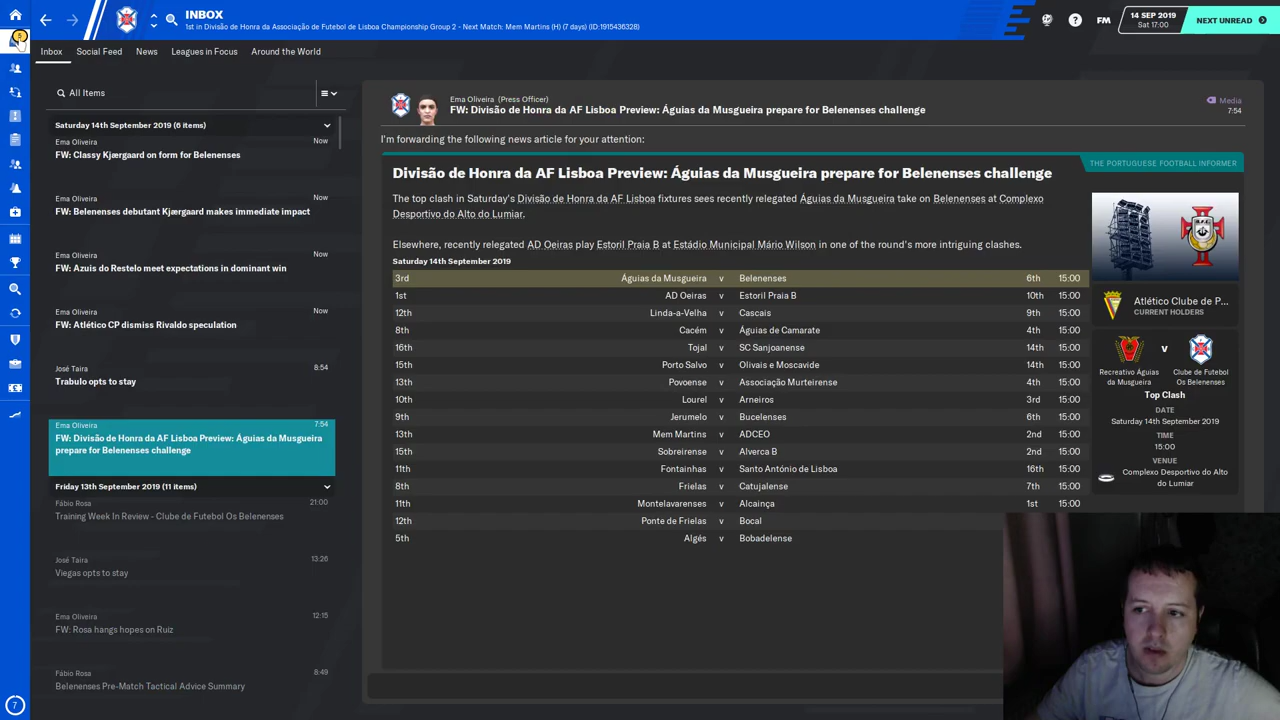 INBOX
1st in Divisão de Honra da Associação de Futebol de Lisboa Championship Group 2 - Next Match: Mem Martins (H) (7 days) (ID:1915436328)
FM
14 SEP 2019
Sat 17:00
NEXT UNREAD
5
Inbox
Social Feed
News
Leagues in Focus
Around the World
All Items
Saturday 14th September 2019 (6 items)
Ema Oliveira
Now
FW: Classy Kjærgaard on form for Belenenses
Ema Oliveira
Now
FW: Belenenses debutant Kjærgaard makes immediate impact
Ema Oliveira
Now
FW: Azuis do Restelo meet expectations in dominant win
Ema Oliveira
Now
FW: Atlético CP dismiss Rivaldo speculation
José Taira
8:54
Trabulo opts to stay
Ema Oliveira
7:54
FW: Divisão de Honra da AF Lisboa Preview: Águias da Musgueira
prepare for Belenenses challenge
Friday 13th September 2019 (11 items)
Fábio Rosa
21:00
Training Week In Review - Clube de Futebol Os Belenenses
José Taira
13:26
Viegas opts to stay
Ema Oliveira
12:15
FW: Rosa hangs hopes on Ruiz
Fábio Rosa
8:49
Belenenses Pre-Match Tactical Advice Summary
7
Ema Oliveira (Press Officer)
FW: Divisão de Honra da AF Lisboa Preview: Águias da Musgueira prepare for Belenenses challenge
Media
7:54
I'm forwarding the following news article for your attention:
THE PORTUGUESE FOOTBALL INFORMER
Divisão de Honra da AF Lisboa Preview: Águias da Musgueira prepare for Belenenses challenge
The top clash in Saturday's Divisão de Honra da AF Lisboa fixtures sees recently relegated Águias da Musgueira take on Belenenses at Complexo
Desportivo do Alto do Lumiar.
Elsewhere, recently relegated AD Oeiras play Estoril Praia B at Estádio Municipal Mário Wilson in one of the round's more intriguing clashes.
Saturday 14th September 2019
3rd Águias da Musgueira v Belenenses 6th 15:00
1st AD Oeiras v Estoril Praia B 10th 15:00
12th Linda-a-Velha v Cascais 9th 15:00
8th Cacém v Águias de Camarate 4th 15:00
16th Tojal v SC Sanjoanense 14th 15:00
15th Porto Salvo v Olivais e Moscavide 14th 15:00
13th Povoense v Associação Murteirense 4th 15:00
10th Lourel v Arneiros 3rd 15:00
9th Jerumelo v Bucelenses 6th 15:00
13th Mem Martins v ADCEO 2nd 15:00
15th Sobreirense v Alverca B 2nd 15:00
11th Fontainhas v Santo António de Lisboa 16th 15:00
8th Frielas v Catujalense 7th 15:00
11th Montelavarenses v Alcainça 1st 15:00
12th Ponte de Frielas v Bocal
5th Algés v Bobadelense
Atlético Clube de P...
CURRENT HOLDERS
v
Recreativo Águias
da Musgueira
Clube de Futebol
Os Belenenses
Top Clash
DATE
Saturday 14th September 2019
TIME
15:00
VENUE
Complexo Desportivo do Alto
do Lumiar